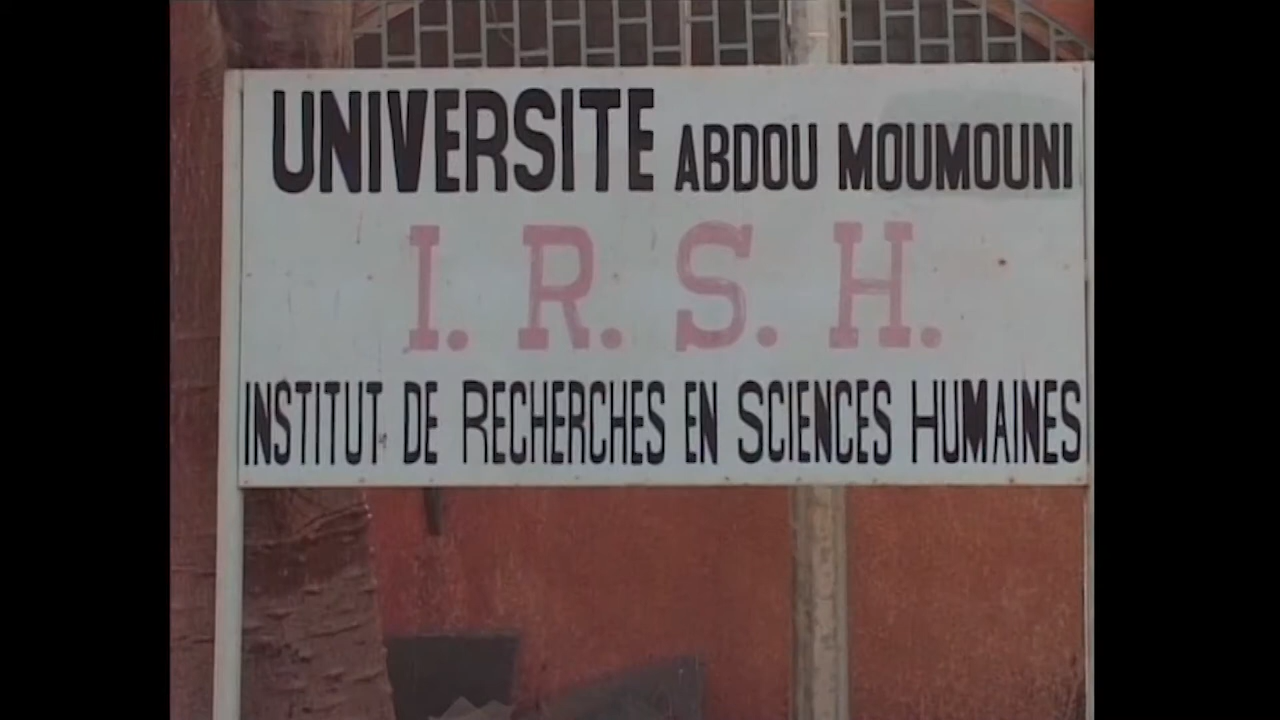 UNIVERSITE ABDOU MOUMOUNI
I. R. S. H.
INSTITUT DE RECHERCHES EN SCIENCES HUMAINES